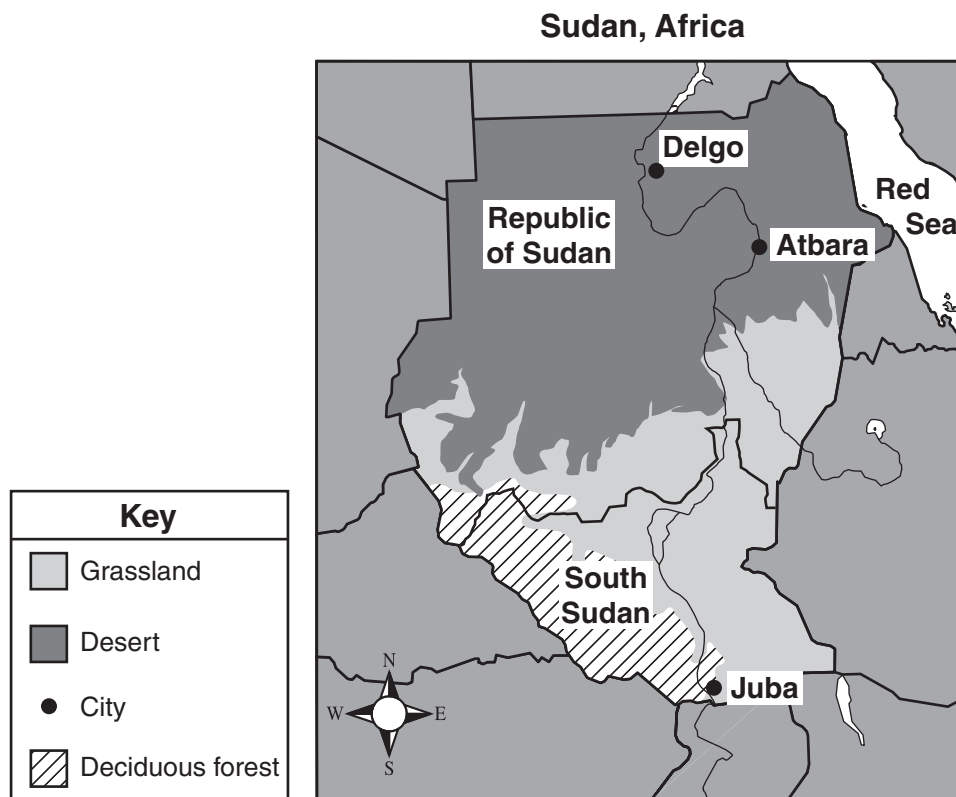 Sudan, Africa
Delgo
Red
Sea
Republic
of Sudan
Atbara
Key
Grassland
Desert
City
Deciduous forest
South
Sudan
Juba
N
W
E
S